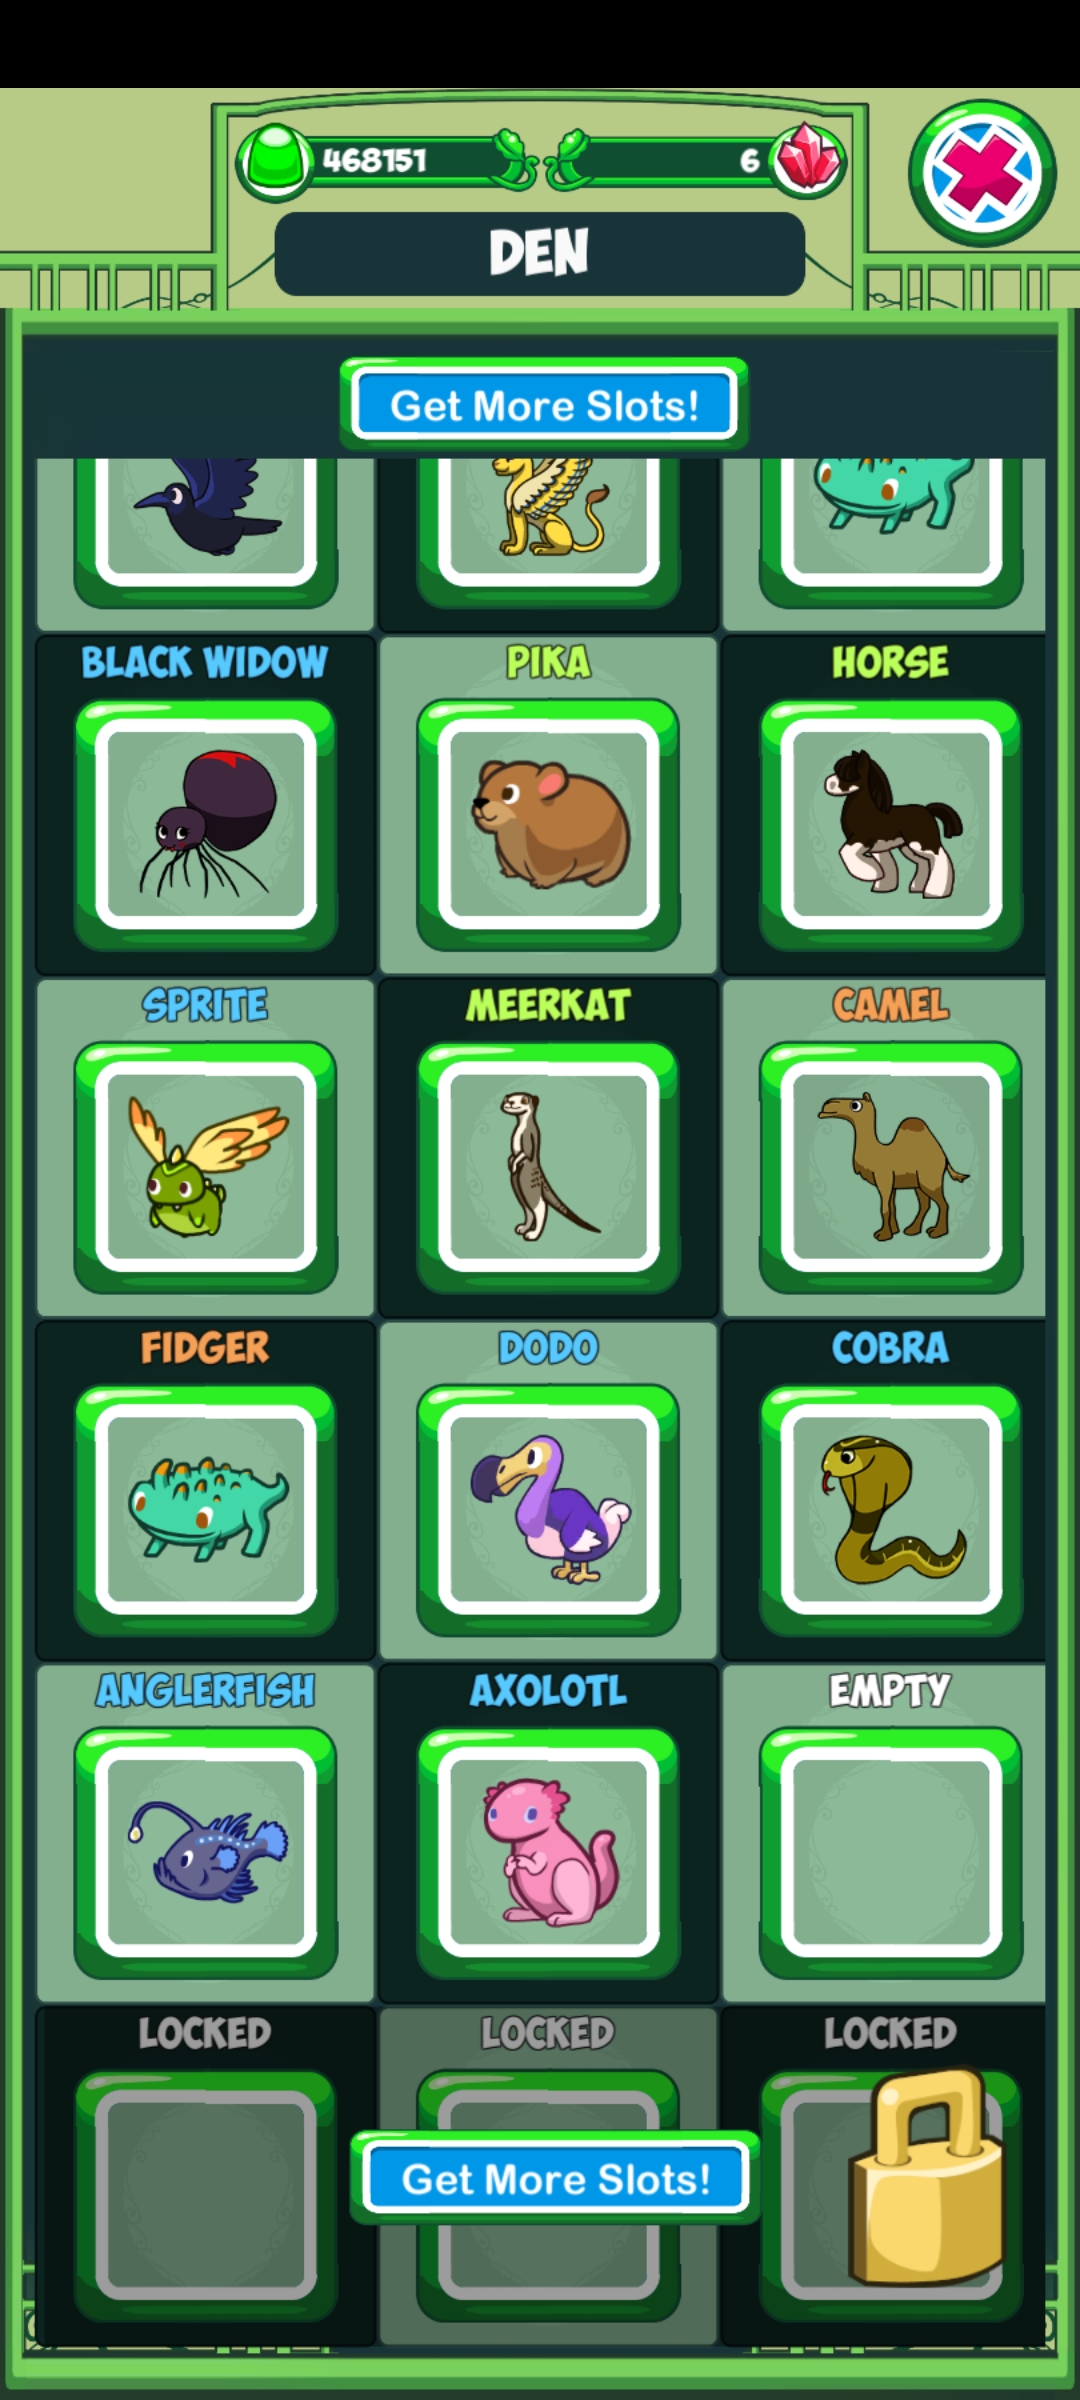 468151
6
DEN
Get More Slots!
BLACK WIDOW
PIKA
HORSE
SPRITE
MEERKAT
CAMEL
FIDGER
DODO
COBRA
ANGLERFISH
AXOLOTL
EMPTY
LOCKED
LOCKED
LOCKED
Get More Slots!